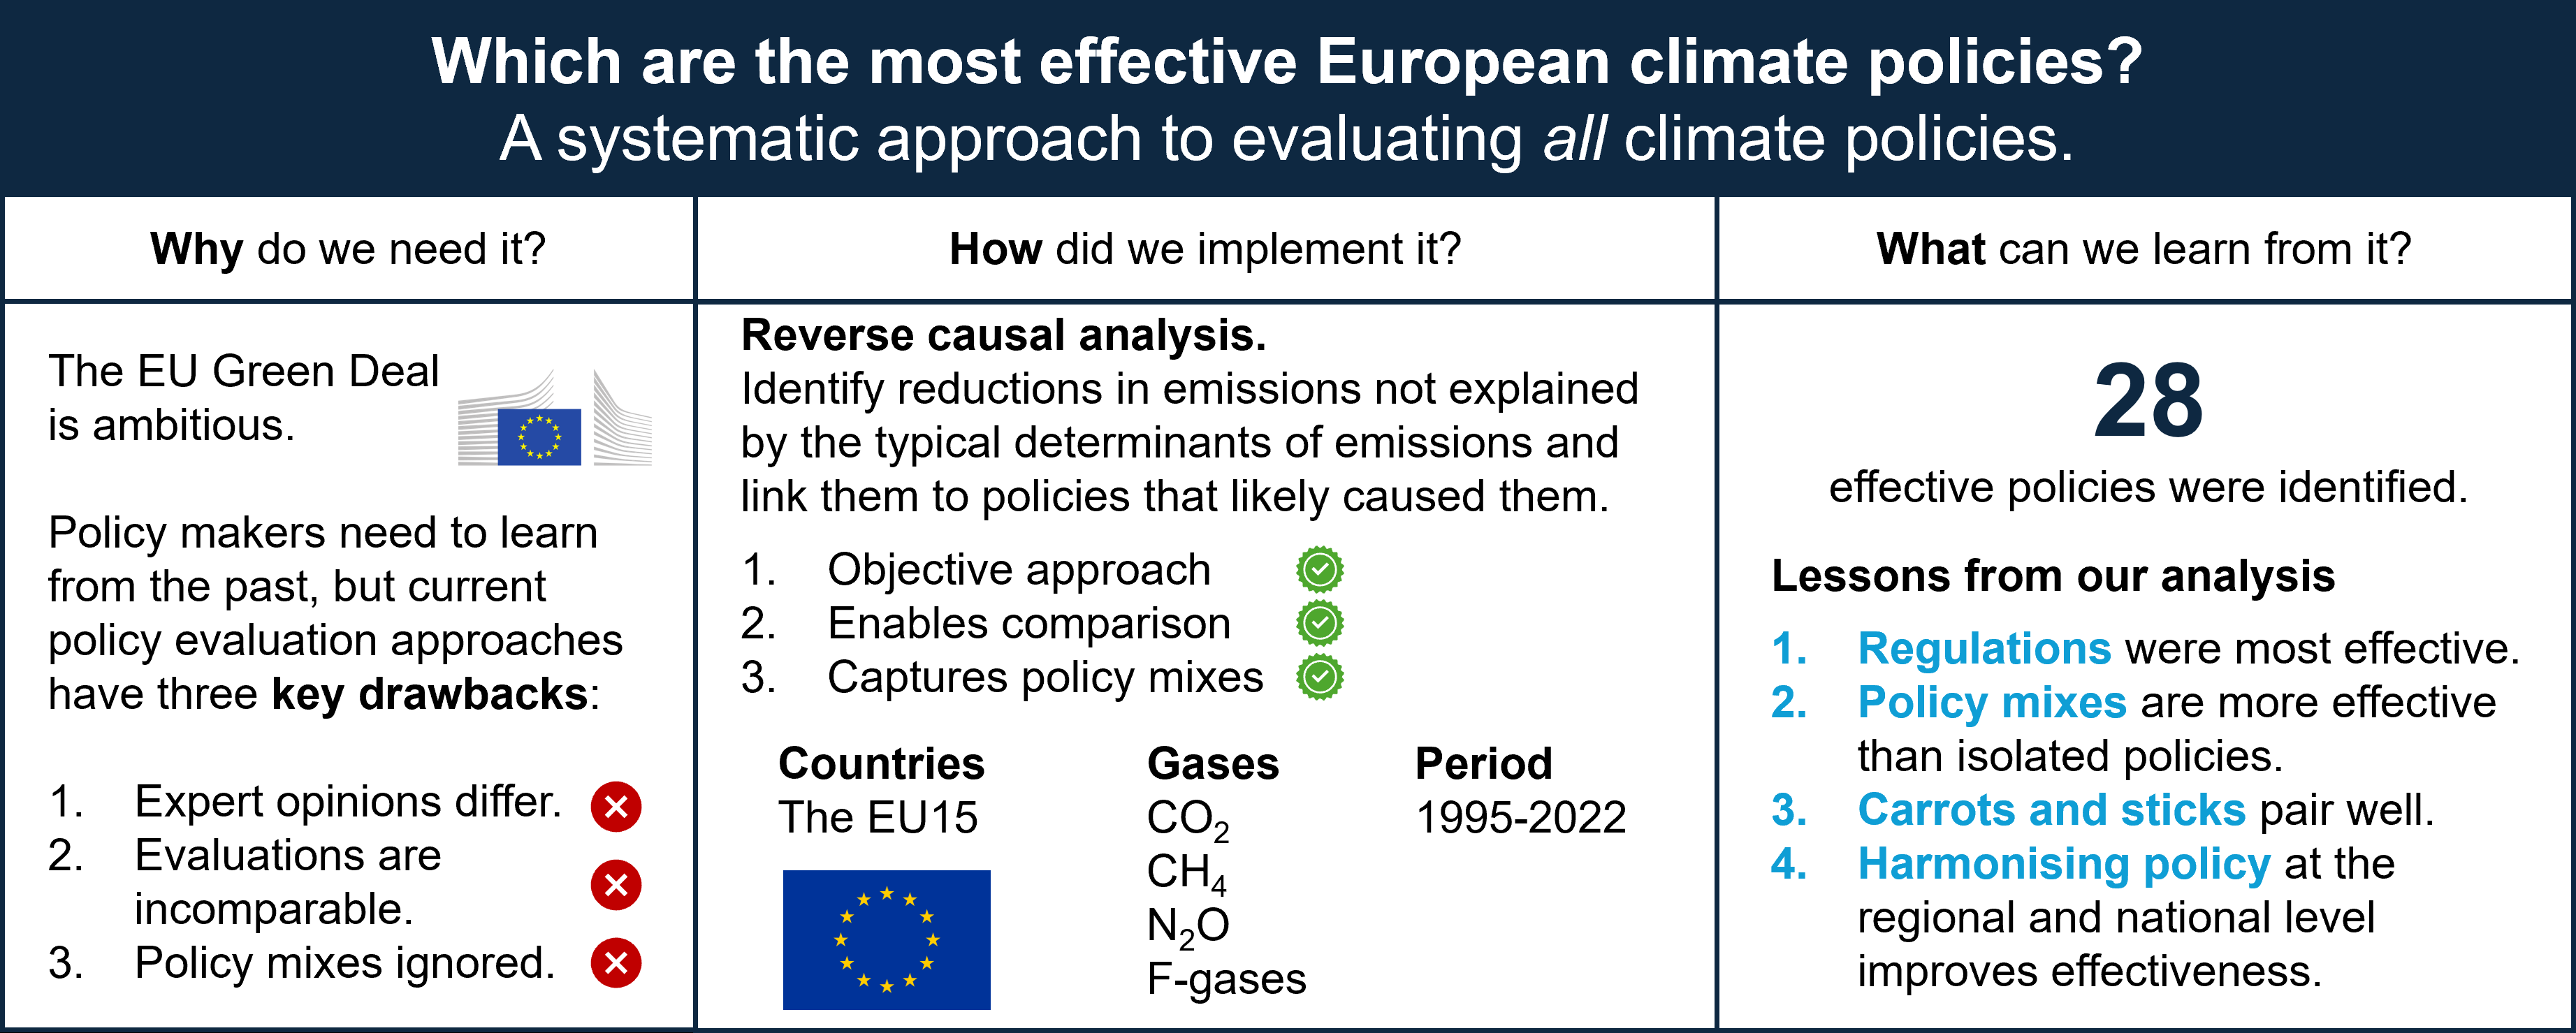 Which are the most effective European climate policies?
A systematic approach to evaluating all climate policies.
Why do we need it?
The EU Green Deal
is ambitious.
Policy makers need to learn
from the past, but current
policy evaluation approaches
have three key drawbacks:
1. Expert opinions differ.
2. Evaluations are
incomparable.
3. Policy mixes ignored.
How did we implement it?
Reverse causal analysis.
Identify reductions in emissions not explained
by the typical determinants of emissions and
link them to policies that likely caused them.
1. Objective approach
2. Enables comparison
3. Captures policy mixes
Countries
The EU15
Gases
CO₂
CH₄
N₂O
F-gases
Period
1995-2022
What can we learn from it?
28
effective policies were identified.
Lessons from our analysis
1. Regulations were most effective.
2. Policy mixes are more effective
than isolated policies.
3. Carrots and sticks pair well.
4. Harmonising policy at the
regional and national level
improves effectiveness.